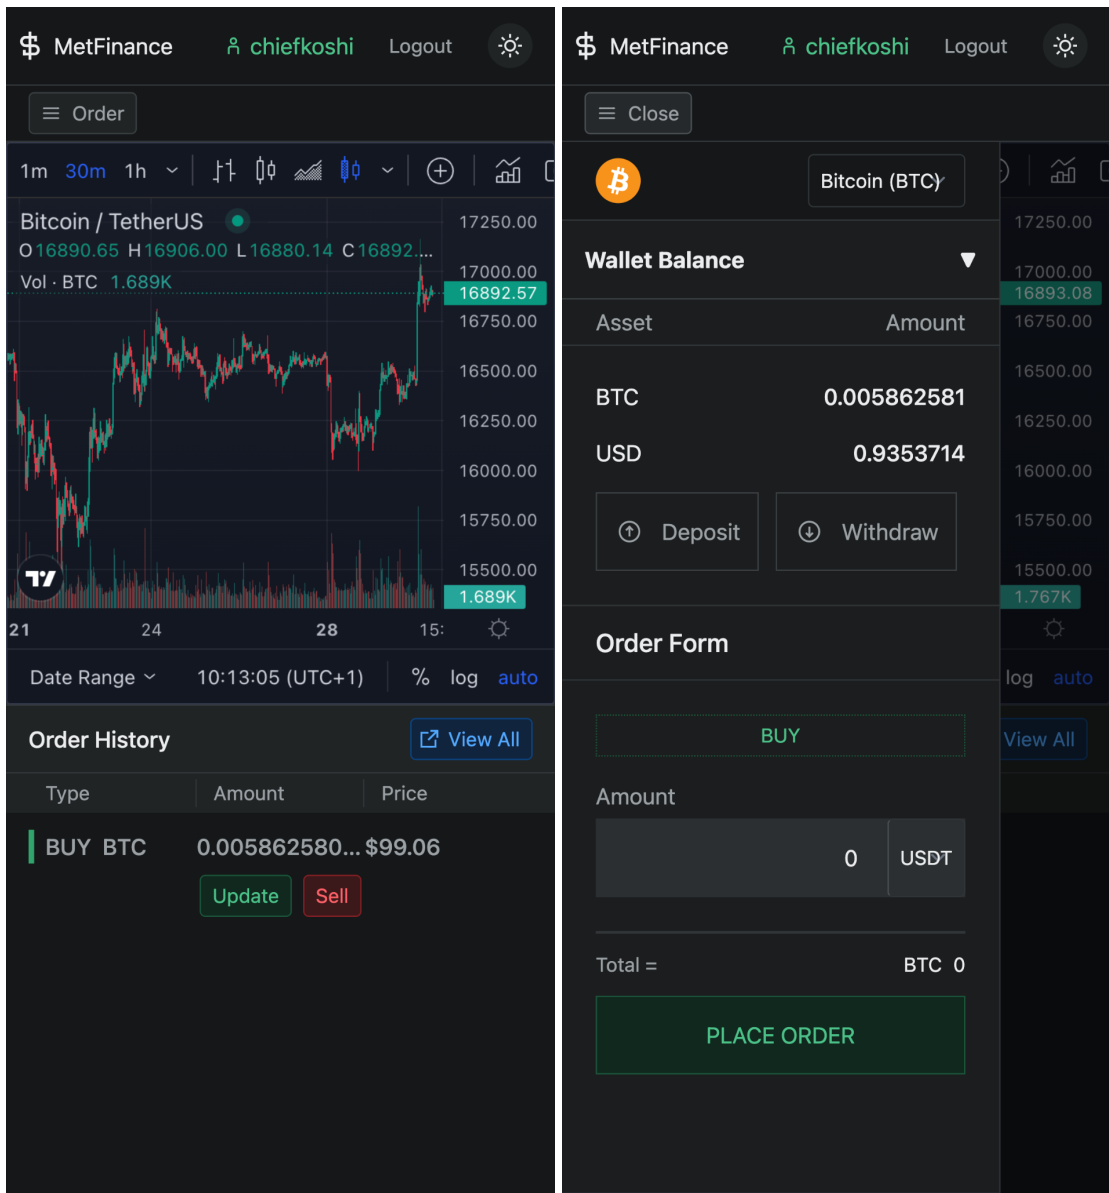 MetFinance chiefkoshi Logout
Order
1m 30m 1h
Bitcoin / TetherUS
O16890.65 H16906.00 L16880.14 C16892....
Vol · BTC 1.689K
17250.00
17000.00
16892.57
16750.00
16500.00
16250.00
16000.00
15750.00
15500.00
1.689K
21 24 28 15:
Date Range 10:13:05 (UTC+1) % log auto
Order History View All
Type Amount Price
BUY BTC 0.005862580... $99.06
Update Sell
MetFinance chiefkoshi Logout
Close
Bitcoin (BTC)
Wallet Balance
Asset Amount
BTC 0.005862581
USD 0.9353714
Deposit Withdraw
Order Form
BUY
Amount
0 USDT
Total = BTC 0
PLACE ORDER
17250.00
17000.00
16893.08
16750.00
16500.00
16250.00
16000.00
15750.00
15500.00
1.767K
log auto
View All